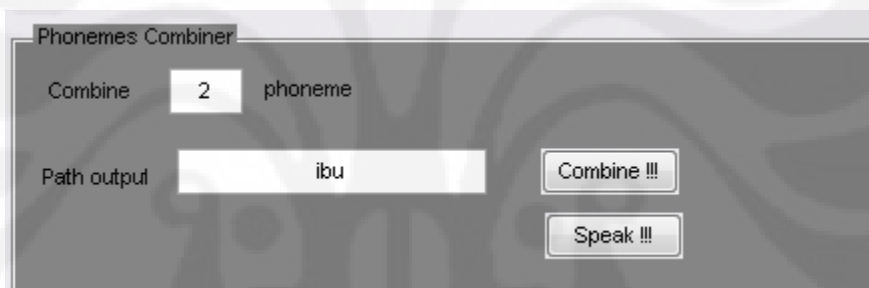 Phonemes Combiner
Combine 2 phoneme
Path output ibu Combine !!!
Speak !!!